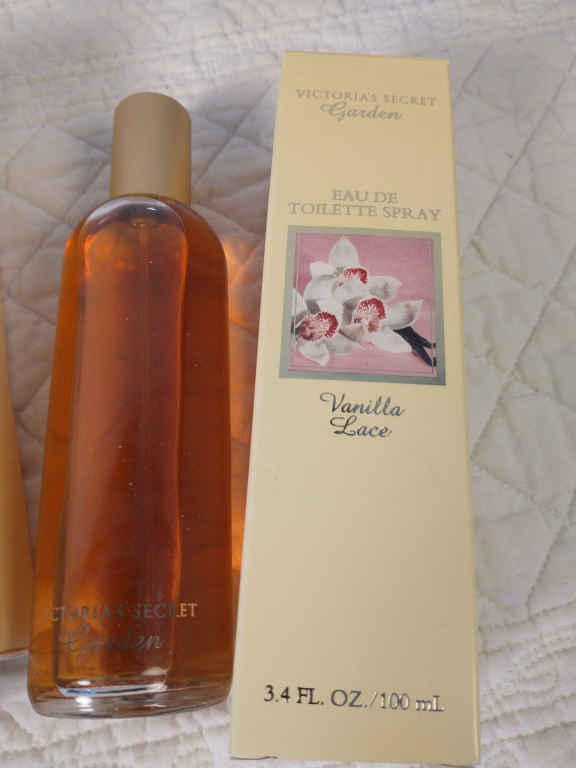 VICTORIA'S SECRET
Garden
EAU DE
TOILETTE SPRAY
Vanilla
Lace
3.4 FL. OZ./100 mL
VICTORIA'S SECRET
Garden